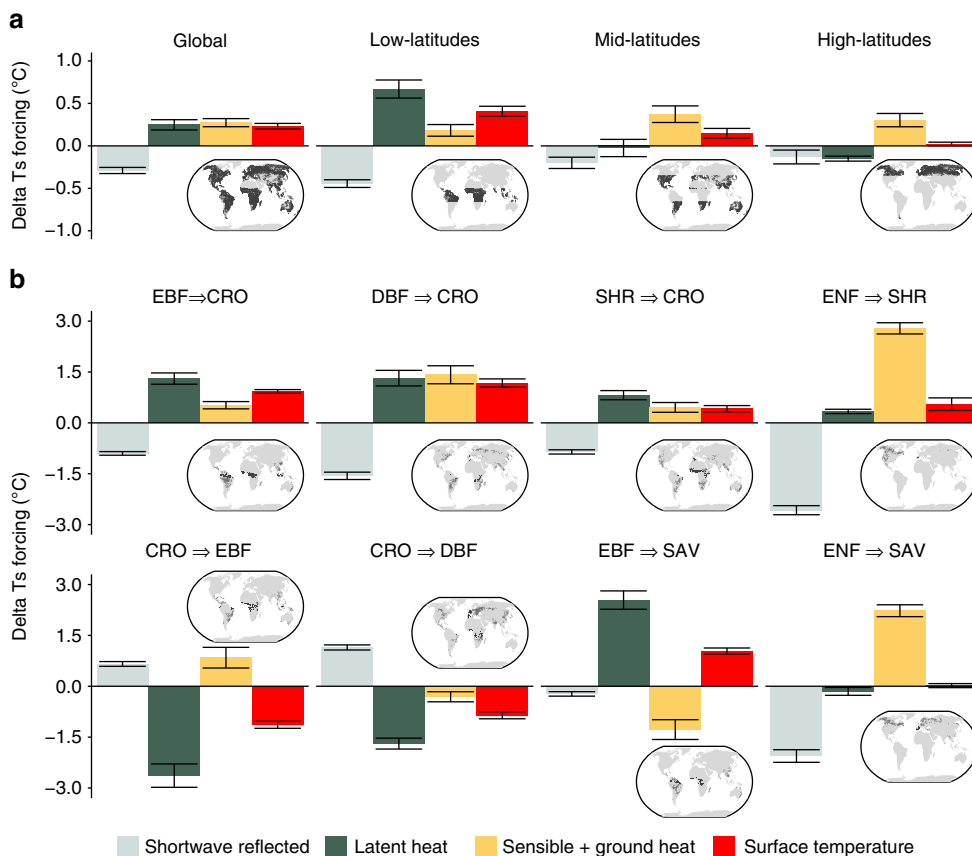 a
Global Low-latitudes Mid-latitudes High-latitudes
Delta Ts forcing (°C)
1.0
0.5
0.0
−0.5
−1.0
b
EBF⇒CRO DBF ⇒ CRO SHR ⇒ CRO ENF ⇒ SHR
Delta Ts forcing (°C)
3.0
1.5
0.0
−1.5
−3.0
CRO ⇒ EBF CRO ⇒ DBF EBF ⇒ SAV ENF ⇒ SAV
3.0
1.5
0.0
−1.5
−3.0
Shortwave reflected Latent heat Sensible + ground heat Surface temperature